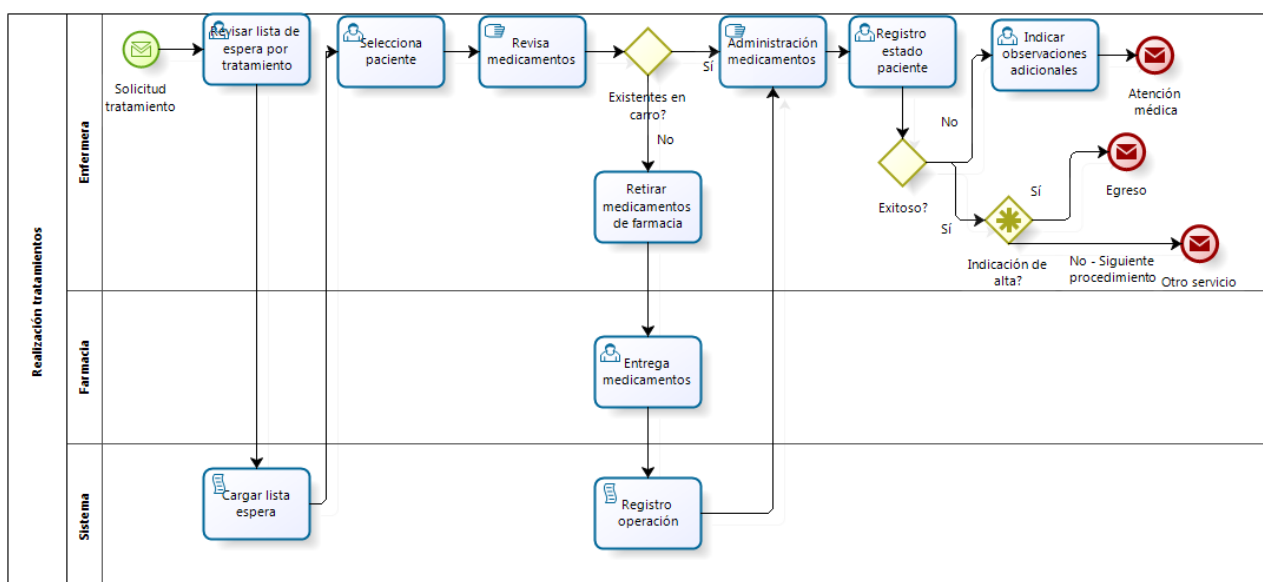 Realización tratamientos
Enfermera
Solicitud
tratamiento
Revisar lista de
espera por
tratamiento
Selecciona
paciente
Revisa
medicamentos
Existentes en
carro?
Sí
No
Administración
medicamentos
Registro
estado
paciente
Indicar
observaciones
adicionales
Atención
médica
Retirar
medicamentos
de farmacia
Exitoso?
No
Sí
Indicación de
alta?
Sí
Egreso
No - Siguiente
procedimiento
Otro servicio
Farmacia
Entrega
medicamentos
Sistema
Cargar lista
espera
Registro
operación